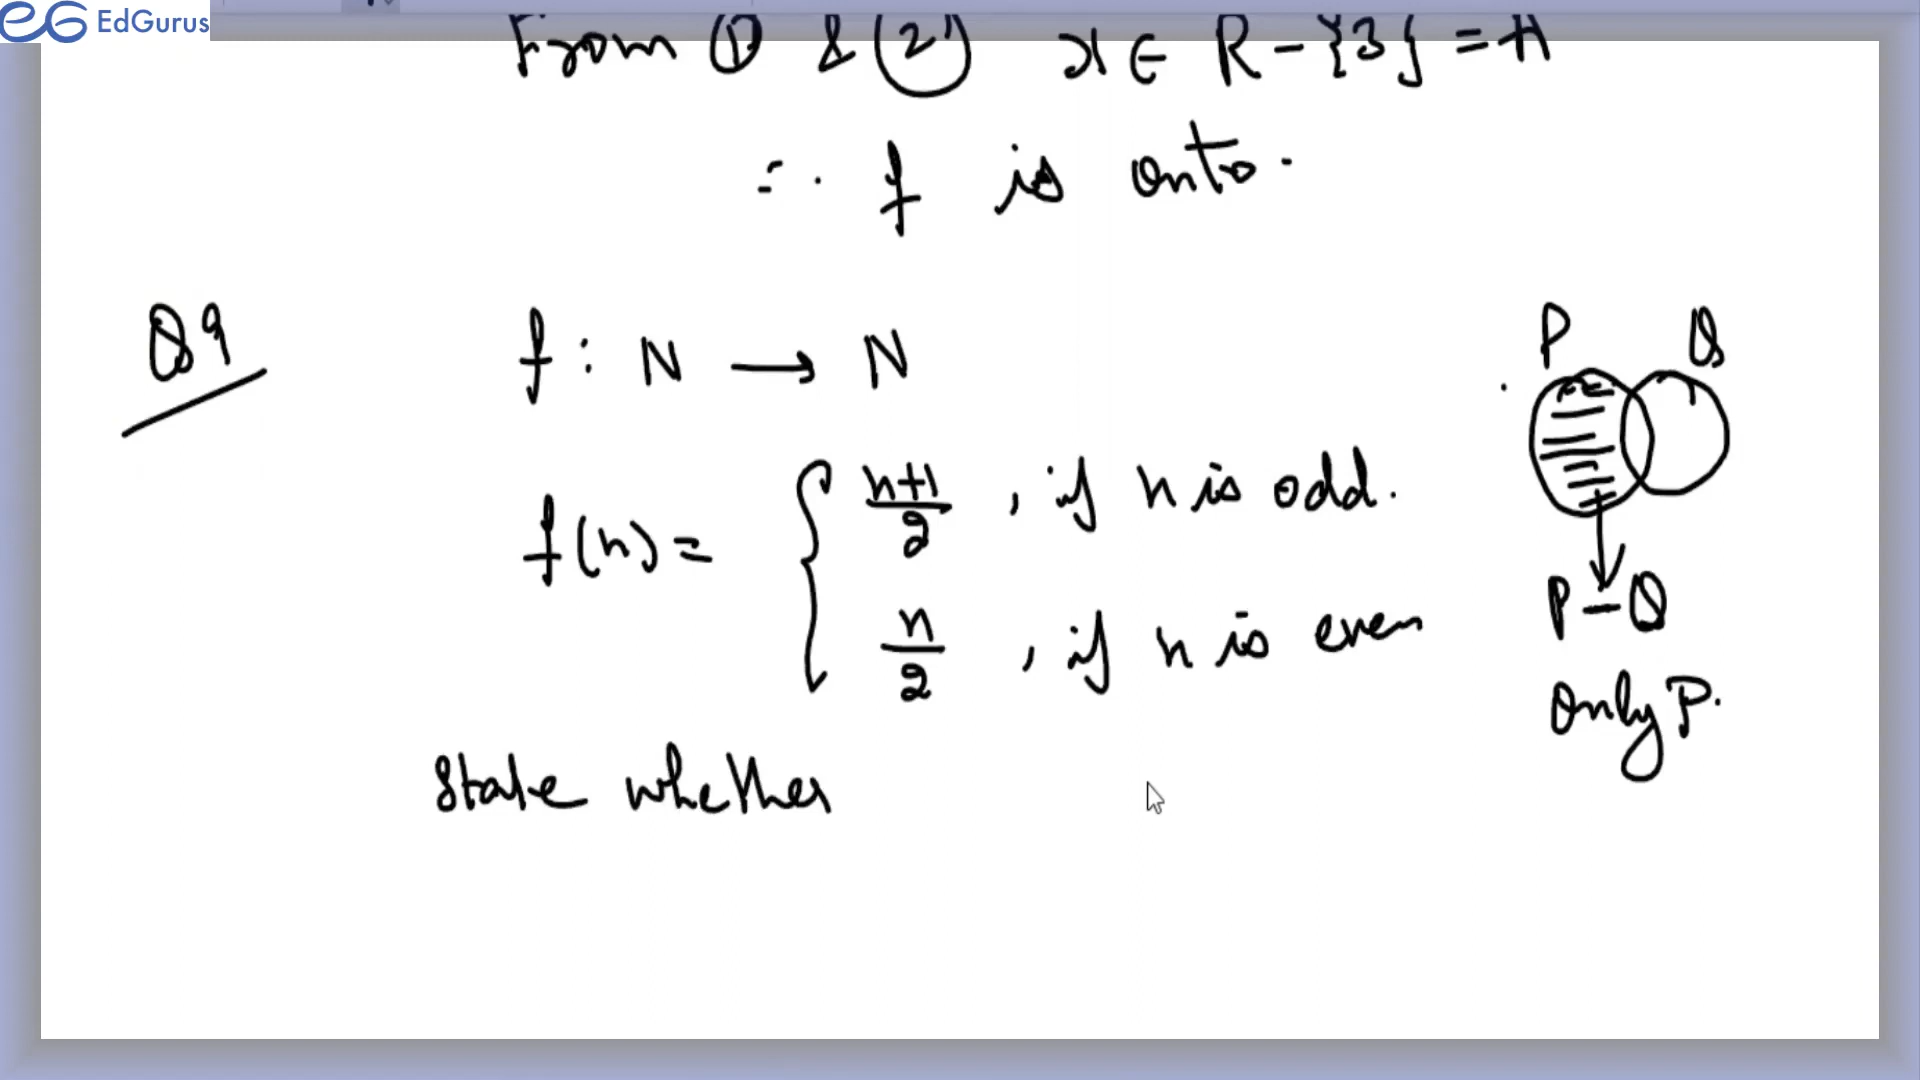 EdGurus
From ① & ② x ∈ R - {3} = A
∴ f is onto.
Q9
f : N → N
f(n) = { n+1/2 , if n is odd.
n/2 , if n is even
State whether
P Q
P - Q
Only P.